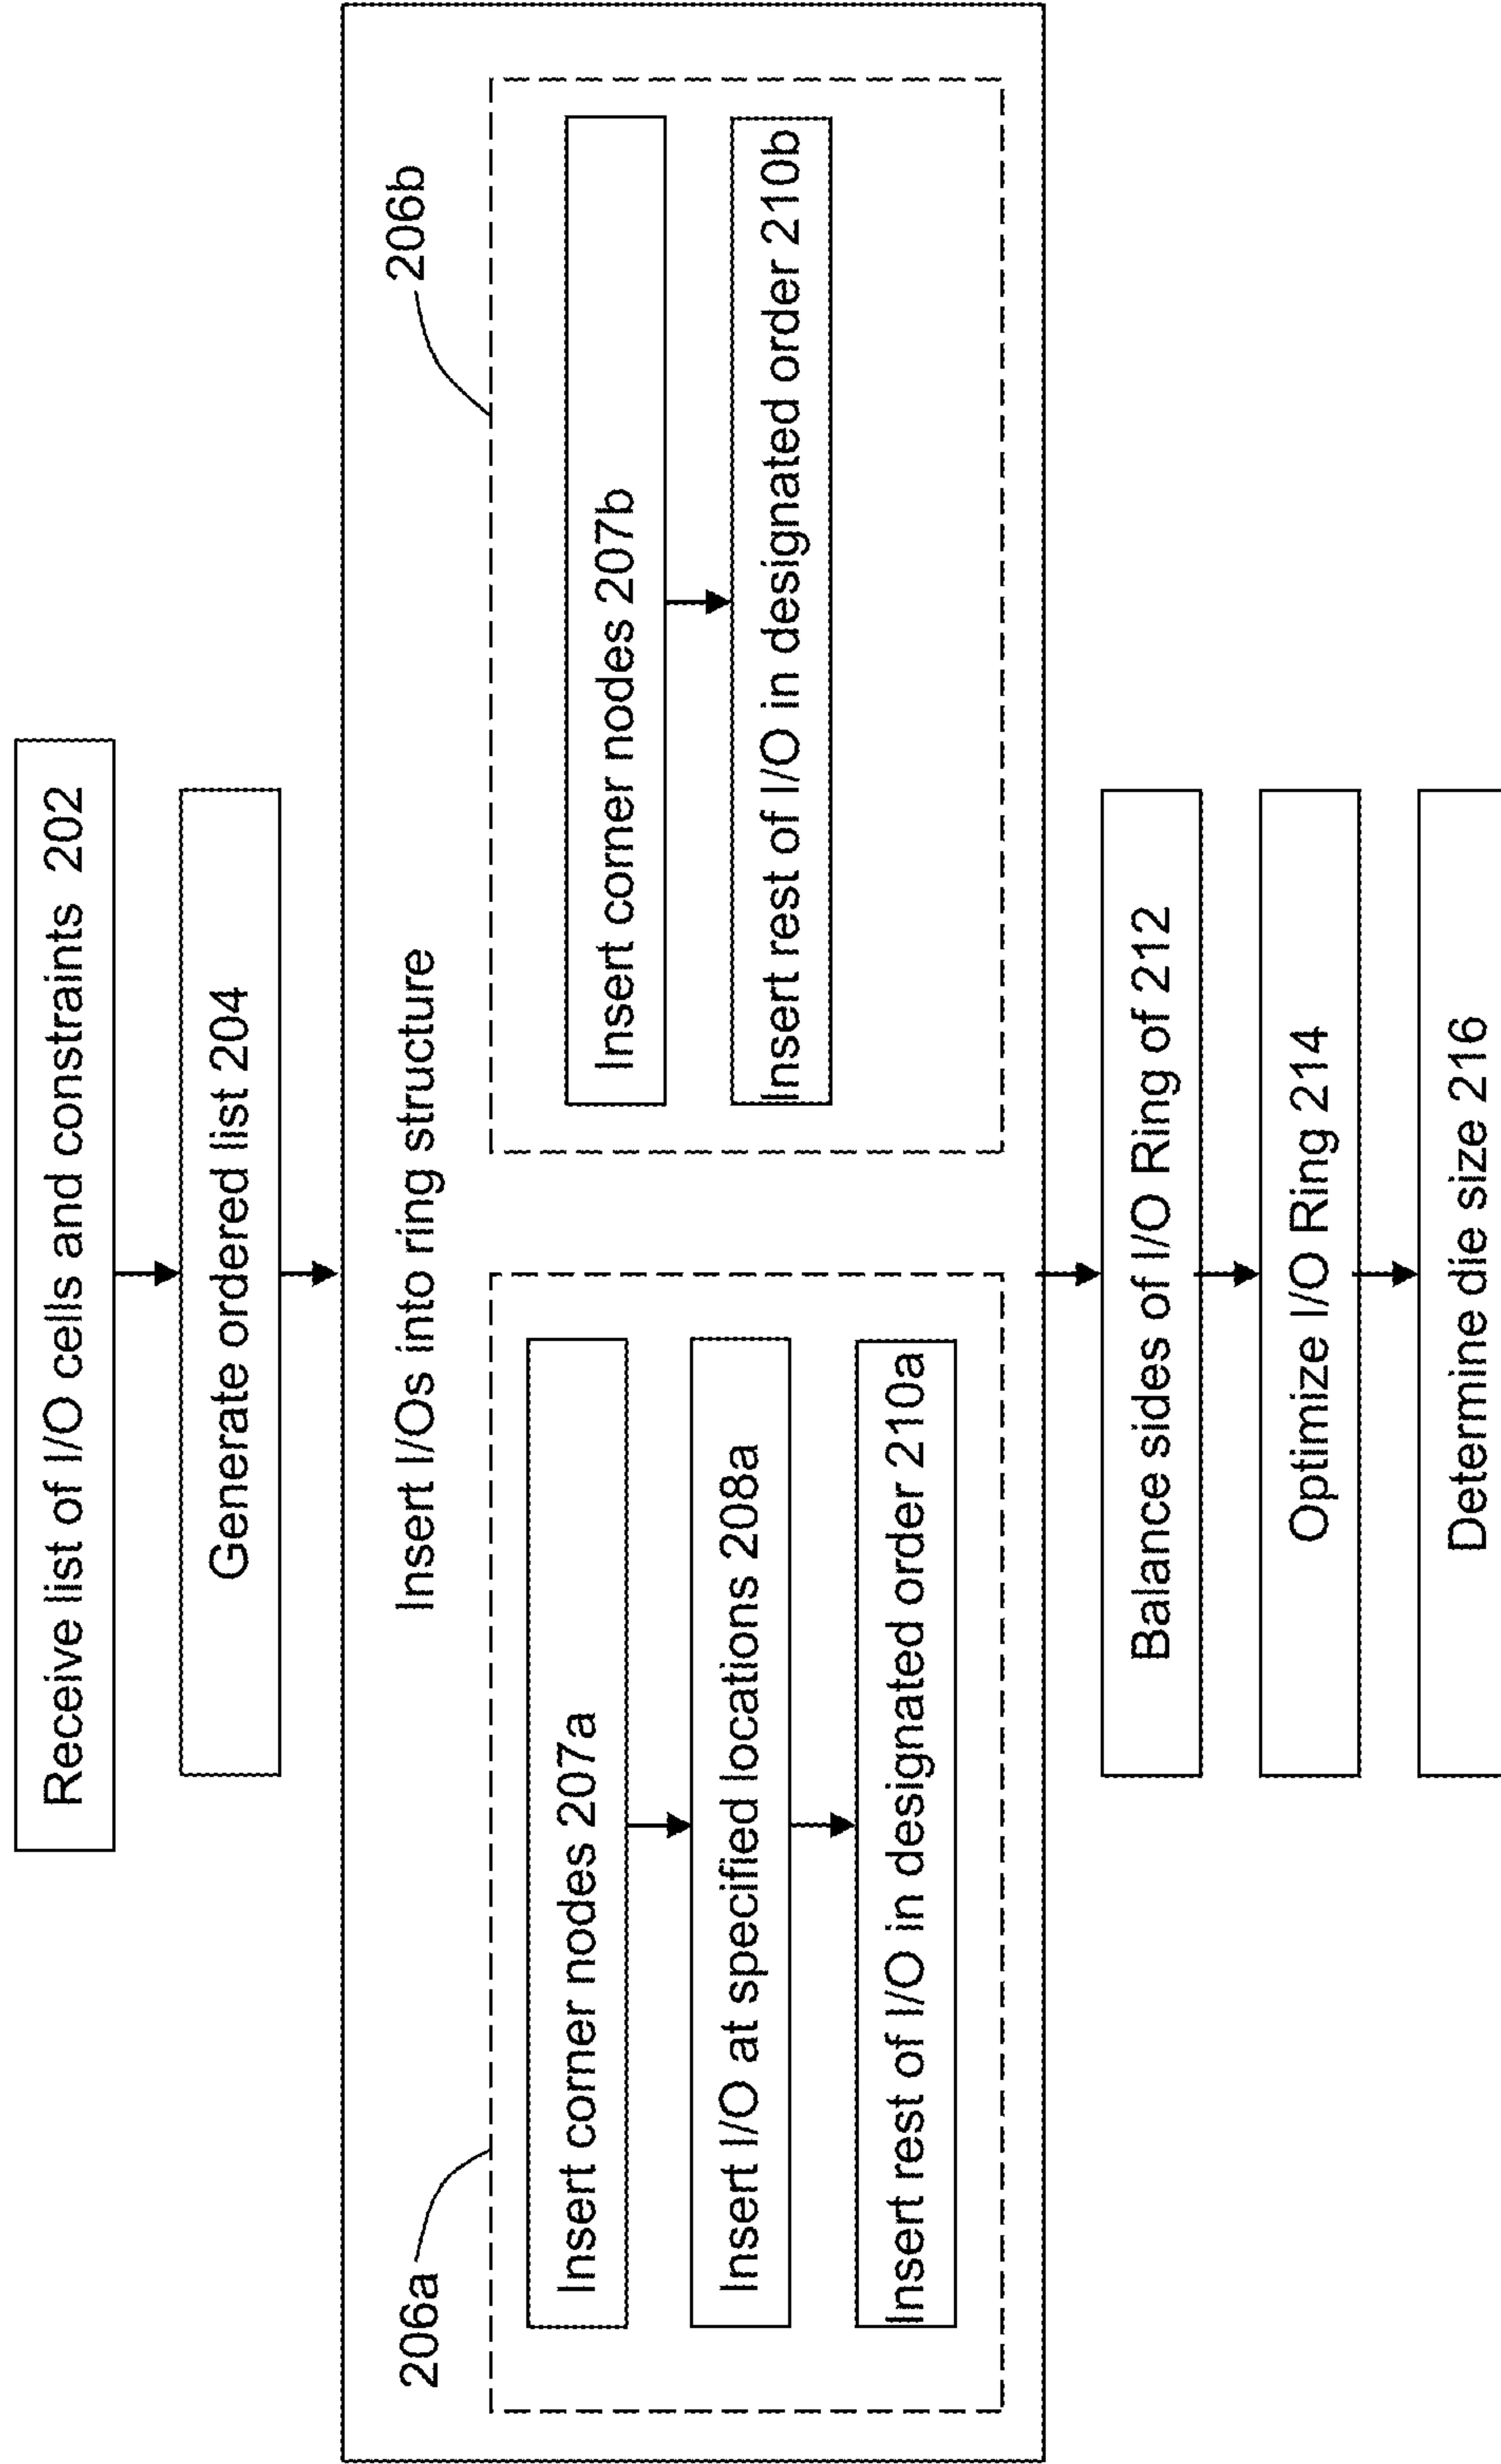 Receive list of I/O cells and constraints 202
Generate ordered list 204
Insert I/Os into ring structure
206a
Insert corner nodes 207a
Insert I/O at specified locations 208a
Insert rest of I/O in designated order 210a
206b
Insert corner nodes 207b
Insert rest of I/O in designated order 210b
Balance sides of I/O Ring of 212
Optimize I/O Ring 214
Determine die size 216